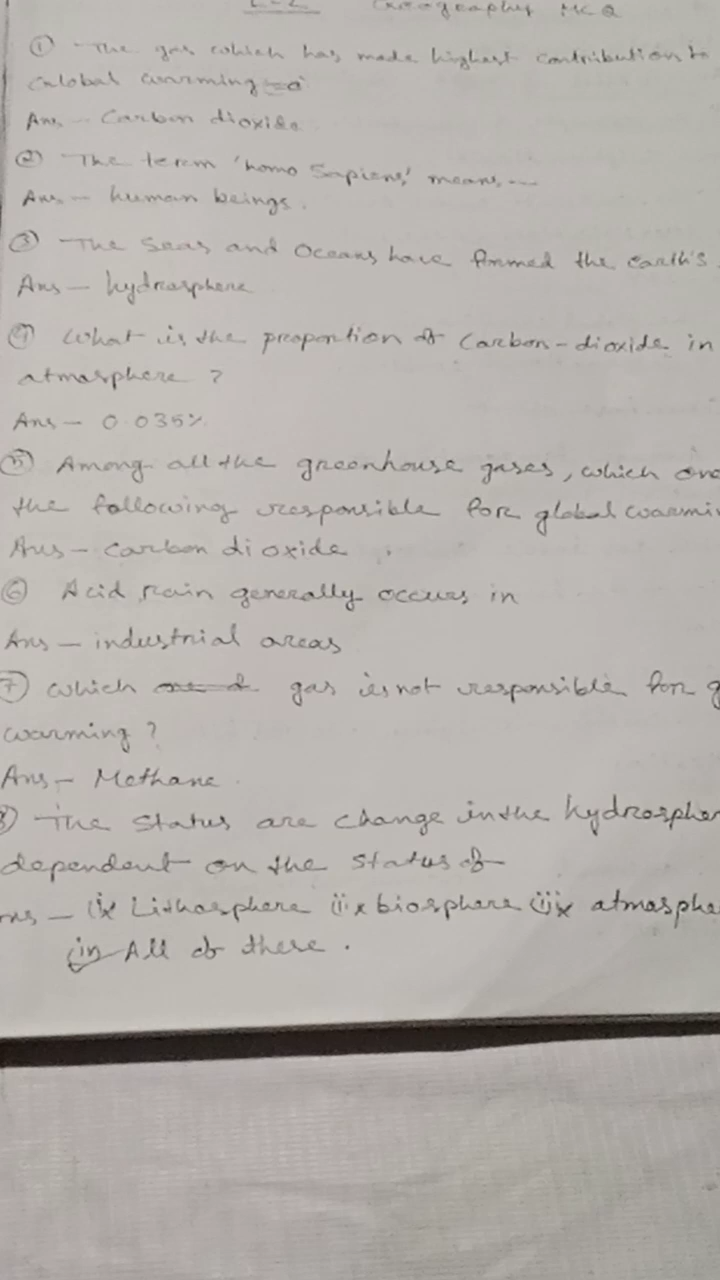 Geography MCQ
① The gas which has made highest contribution to
Global warming
Ans - Carbon dioxide
② The term 'homo Sapiens' means —
Ans — human beings.
③ The Seas and Oceans have formed the earth's
Ans — hydrosphere
④ What is the proportion of Carbon-dioxide in
atmosphere ?
Ans — 0.035%
⑤ Among all the greenhouse gases, which one
the following responsible for global warmi
Ans — Carbon dioxide
⑥ Acid rain generally occurs in
Ans — industrial areas
⑦ which gas is not responsible for g
warming ?
Ans — Methane
⑧ The Status are change in the hydrospher
dependent on the status of
ns — (i) x Lithosphere (ii) x biosphere (iii) x atmosphe
(iv) All of these .